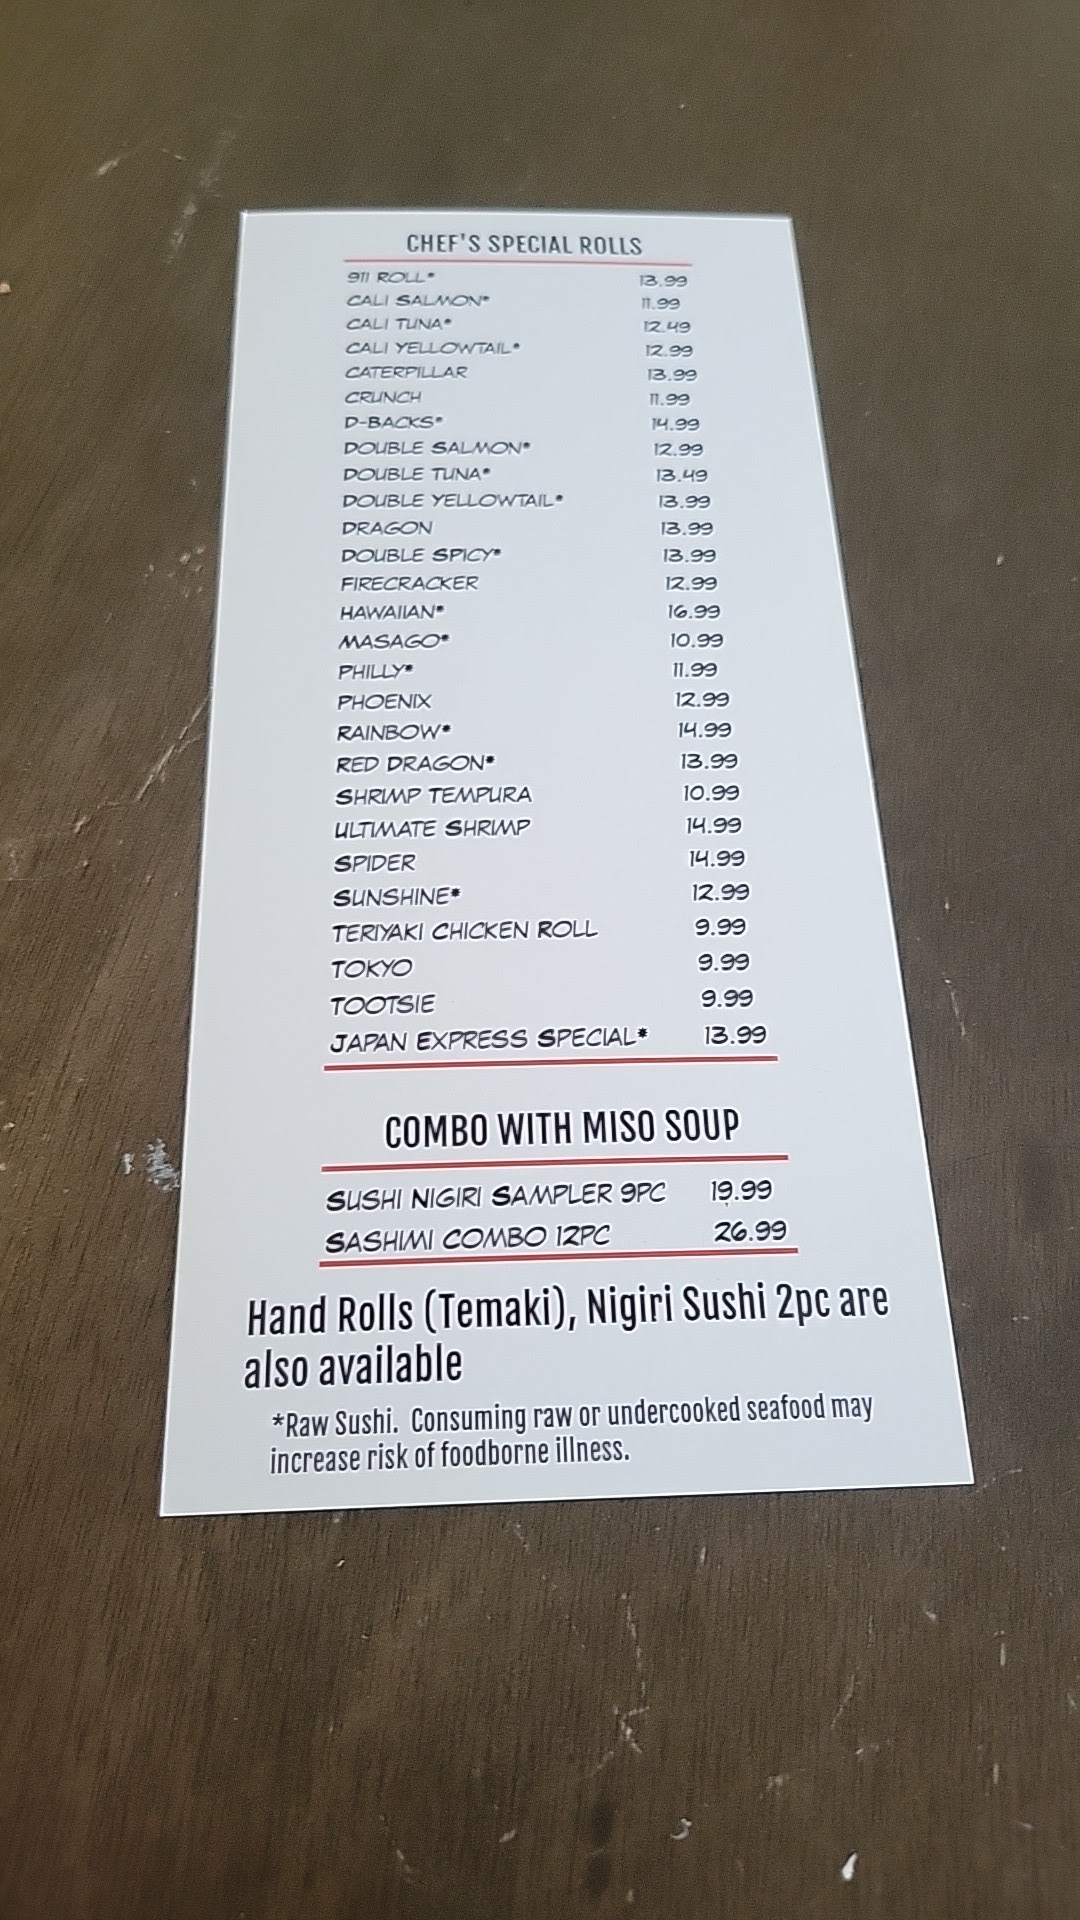 CHEF'S SPECIAL ROLLS
911 ROLL* 13.99
CALI SALMON* 11.99
CALI TUNA* 12.49
CALI YELLOWTAIL* 12.99
CATERPILLAR 13.99
CRUNCH 11.99
D-BACKS* 14.99
DOUBLE SALMON* 12.99
DOUBLE TUNA* 13.49
DOUBLE YELLOWTAIL* 13.99
DRAGON 13.99
DOUBLE SPICY* 13.99
FIRECRACKER 12.99
HAWAIIAN* 16.99
MASAGO* 10.99
PHILLY* 11.99
PHOENIX 12.99
RAINBOW* 14.99
RED DRAGON* 13.99
SHRIMP TEMPURA 10.99
ULTIMATE SHRIMP 14.99
SPIDER 14.99
SUNSHINE* 12.99
TERIYAKI CHICKEN ROLL 9.99
TOKYO 9.99
TOOTSIE 9.99
JAPAN EXPRESS SPECIAL* 13.99
COMBO WITH MISO SOUP
SUSHI NIGIRI SAMPLER 9PC 19.99
SASHIMI COMBO 12PC 26.99
Hand Rolls (Temaki), Nigiri Sushi 2pc are
also available
*Raw Sushi. Consuming raw or undercooked seafood may
increase risk of foodborne illness.